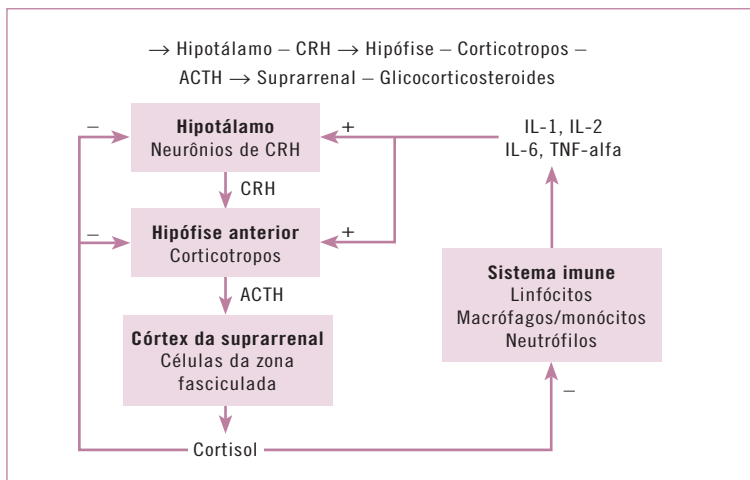 → Hipotálamo – CRH → Hipófise – Corticotropos –
ACTH → Suprarrenal – Glicocorticosteroides
–
Hipotálamo
Neurônios de CRH
+
IL-1, IL-2
IL-6, TNF-alfa
CRH
–
Hipófise anterior
Corticotropos
+
ACTH
Sistema imune
Linfócitos
Macrófagos/monócitos
Neutrófilos
Córtex da suprarrenal
Células da zona
fasciculada
–
Cortisol